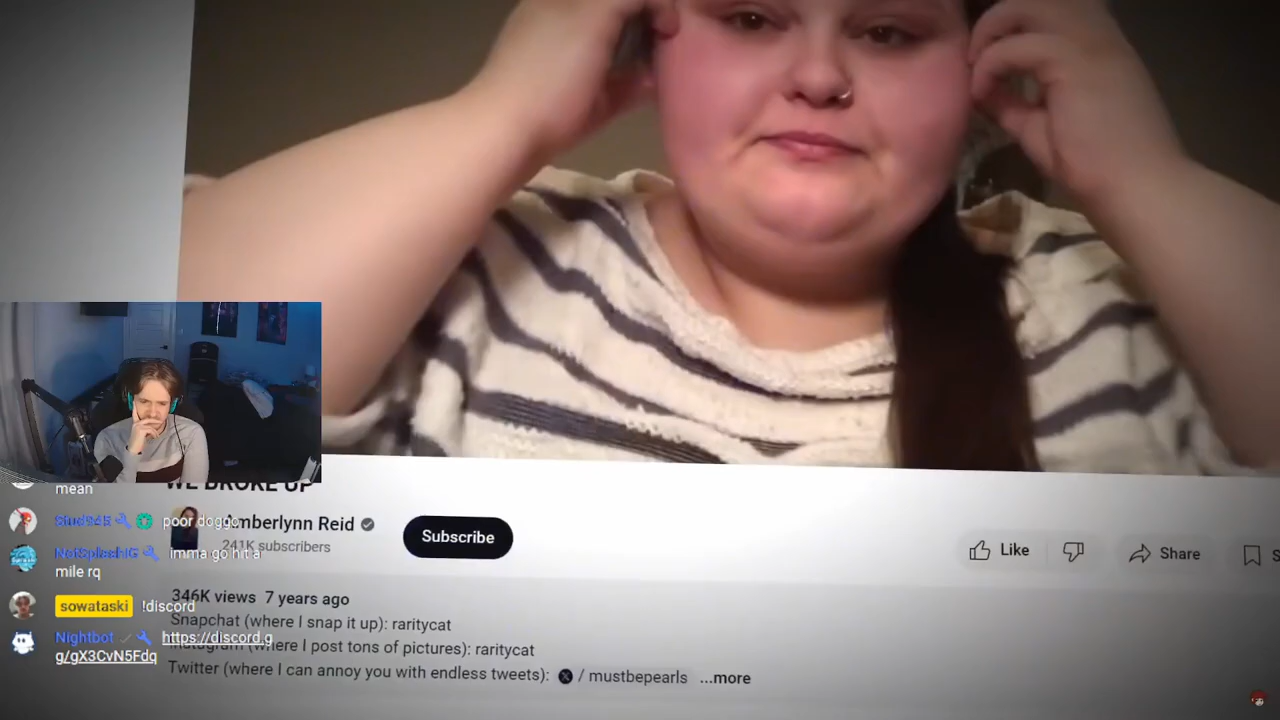 mean
WE BROKE UP
Amberlynn Reid
241K subscribers
Subscribe
Like
Share
poor doggo
imma go hit a
mile rq
sowataski !discord
Nightbot https://discord.g
g/gX3CvN5Fdq
346K views 7 years ago
Snapchat (where I snap it up): raritycat
Instagram (where I post tons of pictures): raritycat
Twitter (where I can annoy you with endless tweets): / mustbepearls ...more